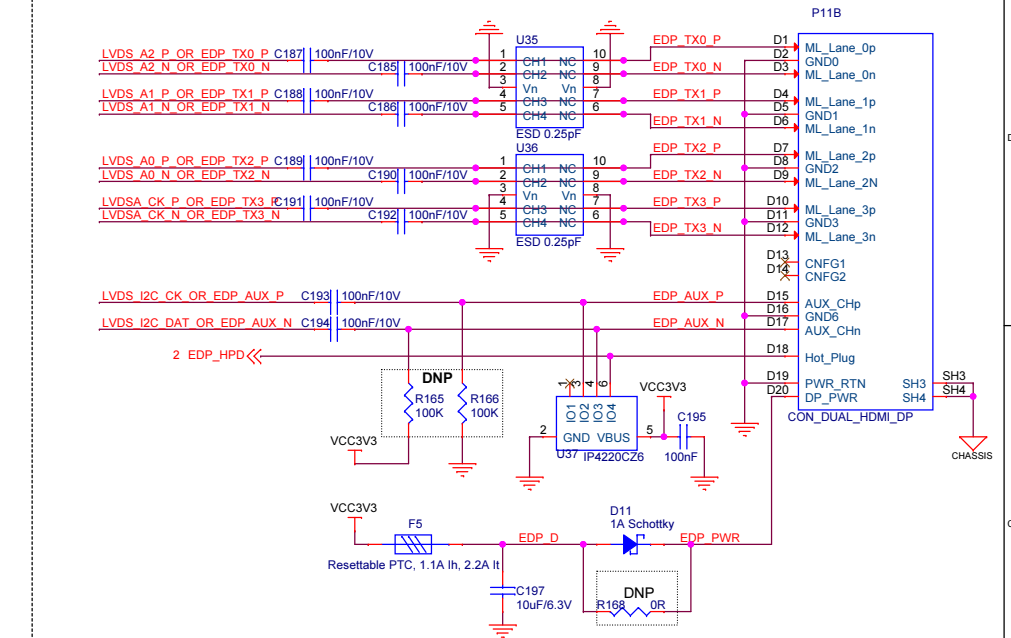 P11B
U35
LVDS_A2_P_OR_EDP_TX0_P C187 100nF/10V 1 CH1 NC 10 EDP_TX0_P D1 ML_Lane_0p
D2 GND0
LVDS_A2_N_OR_EDP_TX0_N C185 100nF/10V 2 CH2 NC 9 EDP_TX0_N D3 ML_Lane_0n
3 Vn 8
LVDS_A1_P_OR_EDP_TX1_P C188 100nF/10V 4 CH3 NC 7 EDP_TX1_P D4 ML_Lane_1p
D5 GND1
LVDS_A1_N_OR_EDP_TX1_N C186 100nF/10V 5 CH4 NC 6 EDP_TX1_N D6 ML_Lane_1n
ESD 0.25pF
U36
LVDS_A0_P_OR_EDP_TX2_P C189 100nF/10V 1 CH1 NC 10 EDP_TX2_P D7 ML_Lane_2p
D8 GND2
LVDS_A0_N_OR_EDP_TX2_N C190 100nF/10V 2 CH2 NC 9 EDP_TX2_N D9 ML_Lane_2N
3 Vn Vn 8
LVDSA_CK_P_OR_EDP_TX3_P C191 100nF/10V 4 CH3 NC 7 EDP_TX3_P D10 ML_Lane_3p
D11 GND3
LVDSA_CK_N_OR_EDP_TX3_N C192 100nF/10V 5 CH4 NC 6 EDP_TX3_N D12 ML_Lane_3n
ESD 0.25pF
D13 CNFG1
D14 CNFG2
LVDS_I2C_CK_OR_EDP_AUX_P C193 100nF/10V EDP_AUX_P D15 AUX_CHp
D16 GND6
LVDS_I2C_DAT_OR_EDP_AUX_N C194 100nF/10V EDP_AUX_N D17 AUX_CHn
2 EDP_HPD D18 Hot_Plug
DNP
D19 PWR_RTN SH3 SH3
D20 DP_PWR SH4 SH4
CON_DUAL_HDMI_DP
R165 100K
R166 100K
1 3 4 6
IO1 IO2 IO3 IO4
VCC3V3
C195
100nF
2 GND VBUS 5
U37 IP4220CZ6
VCC3V3
CHASSIS
VCC3V3
F5
Resettable PTC, 1.1A Ih, 2.2A It
EDP_D
D11
1A Schottky
EDP_PWR
C197
10uF/6.3V
DNP
R168 0R